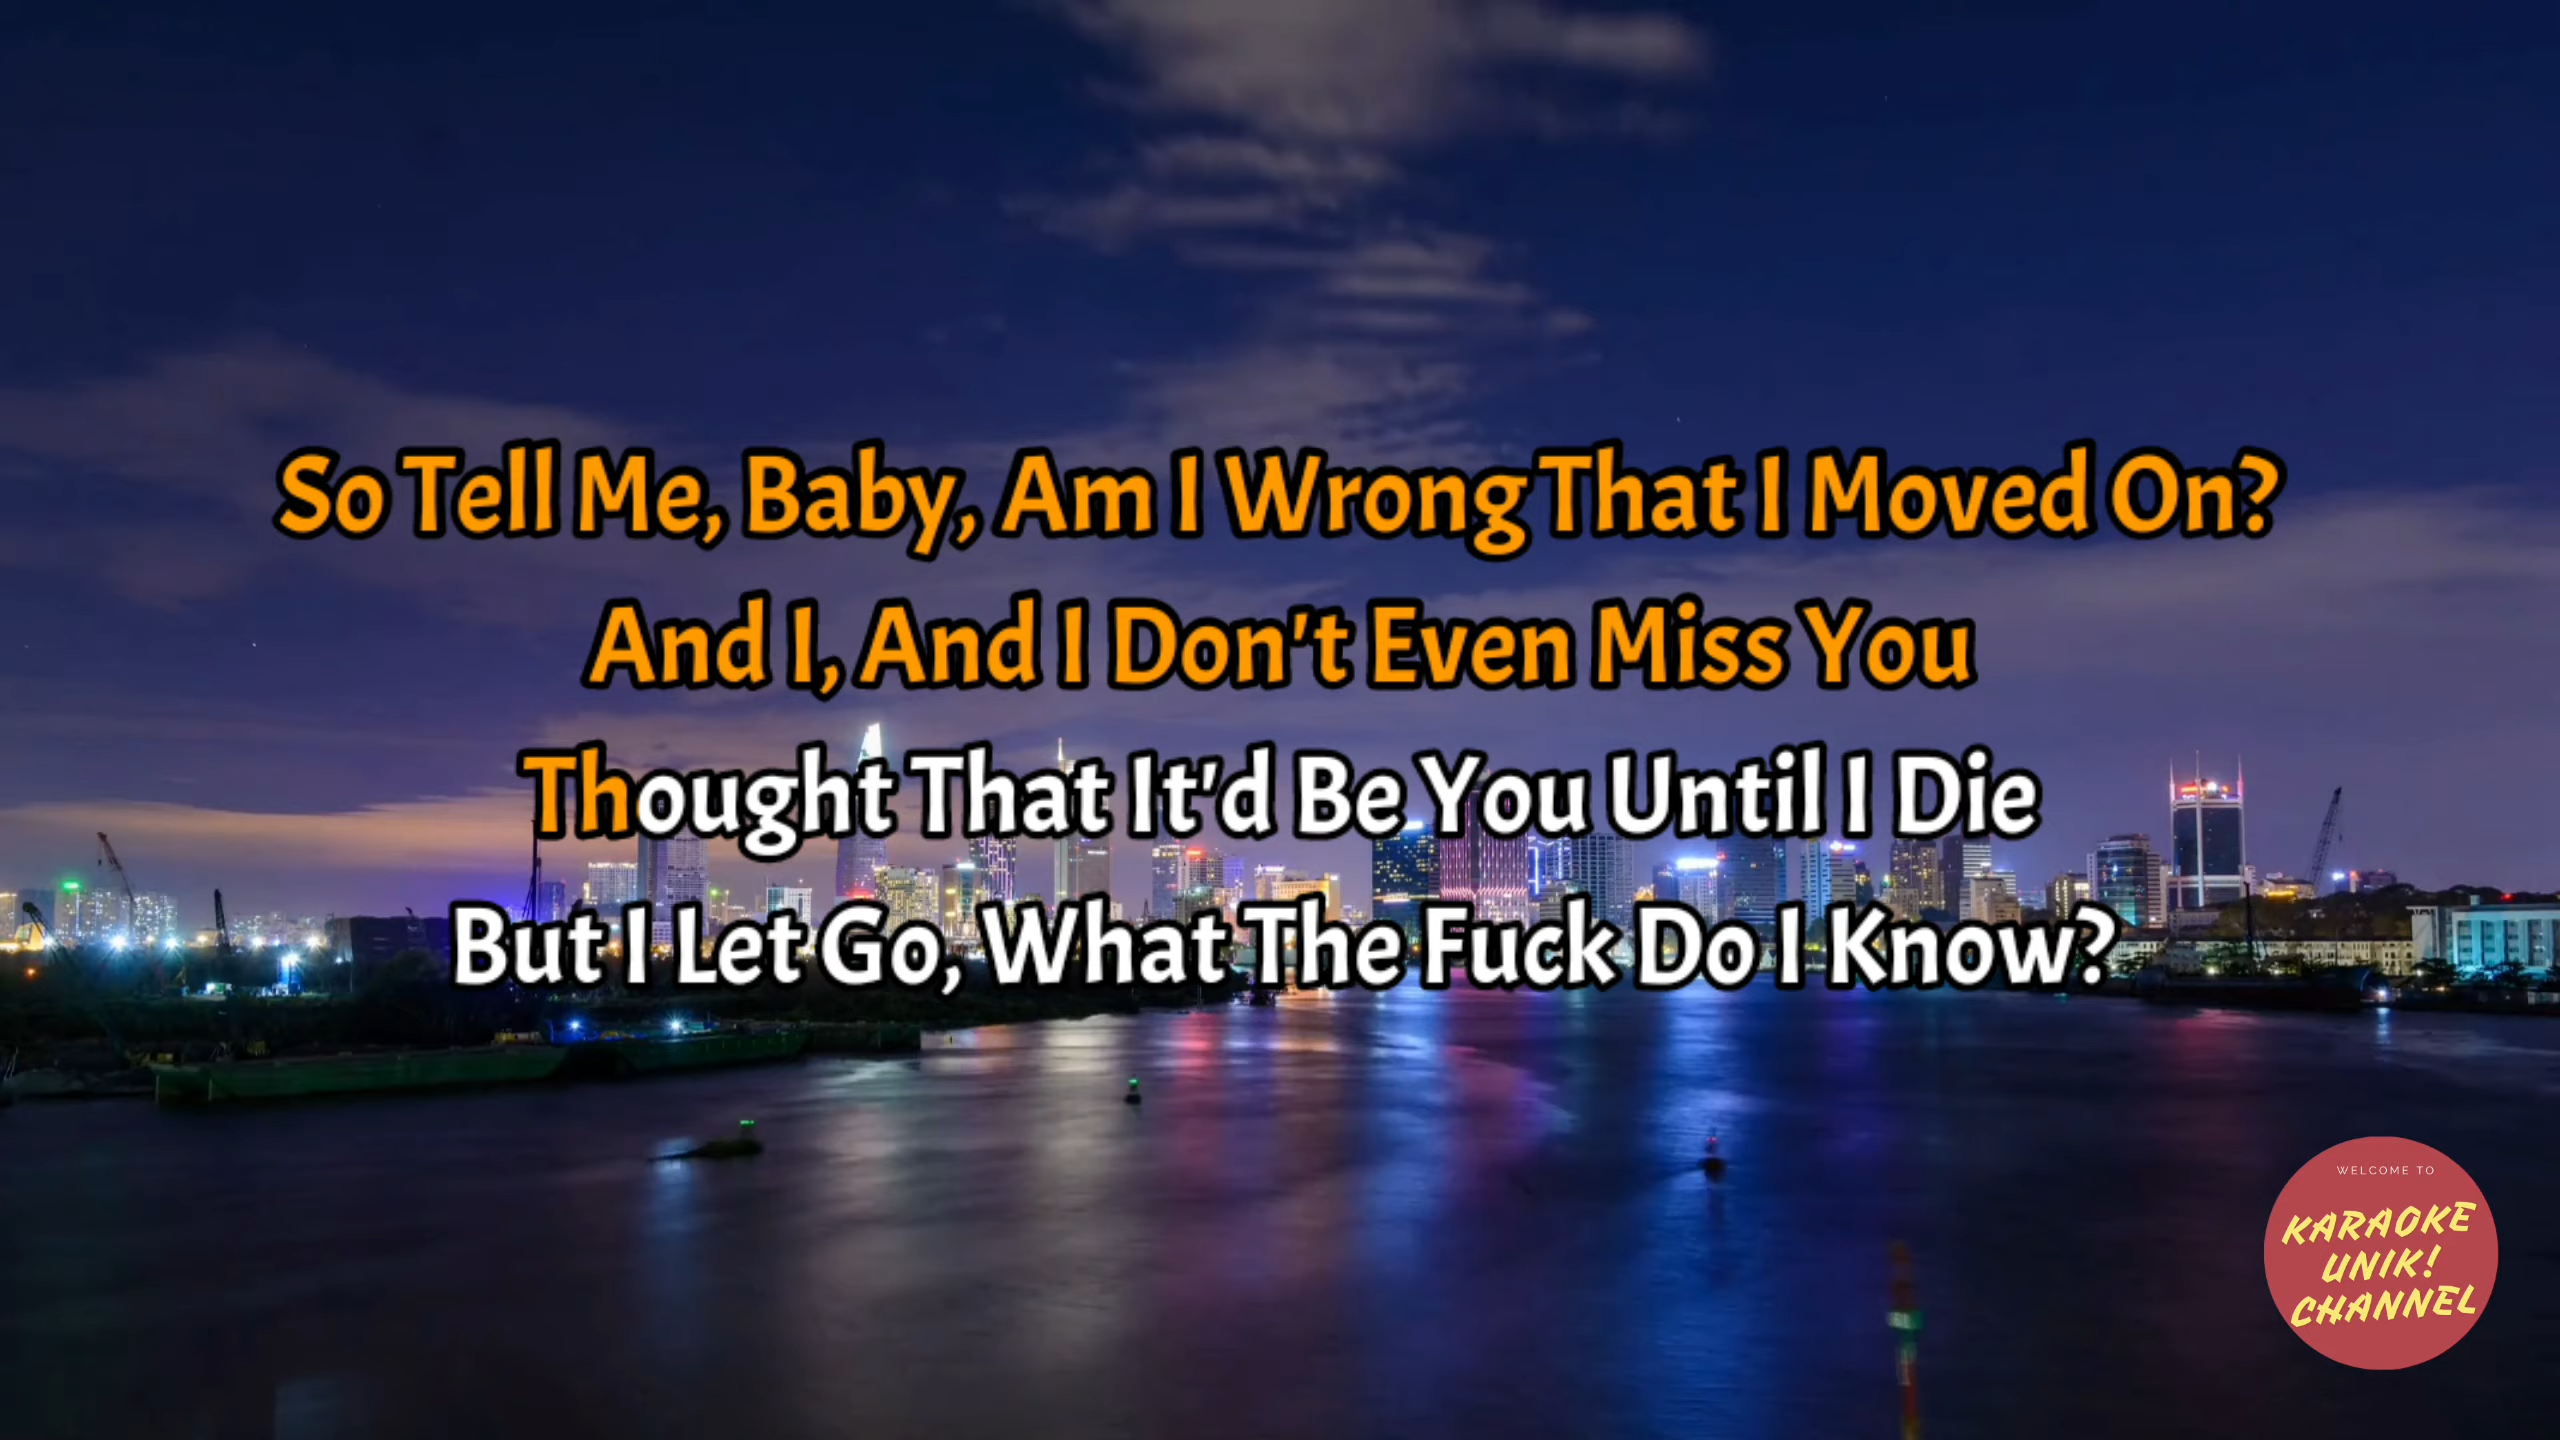 So Tell Me, Baby, Am I Wrong That I Moved On?
And I, And I Don't Even Miss You
Thought That It'd Be You Until I Die
But I Let Go, What The Fuck Do I Know?
WELCOME TO
KARAOKE
UNIK!
CHANNEL